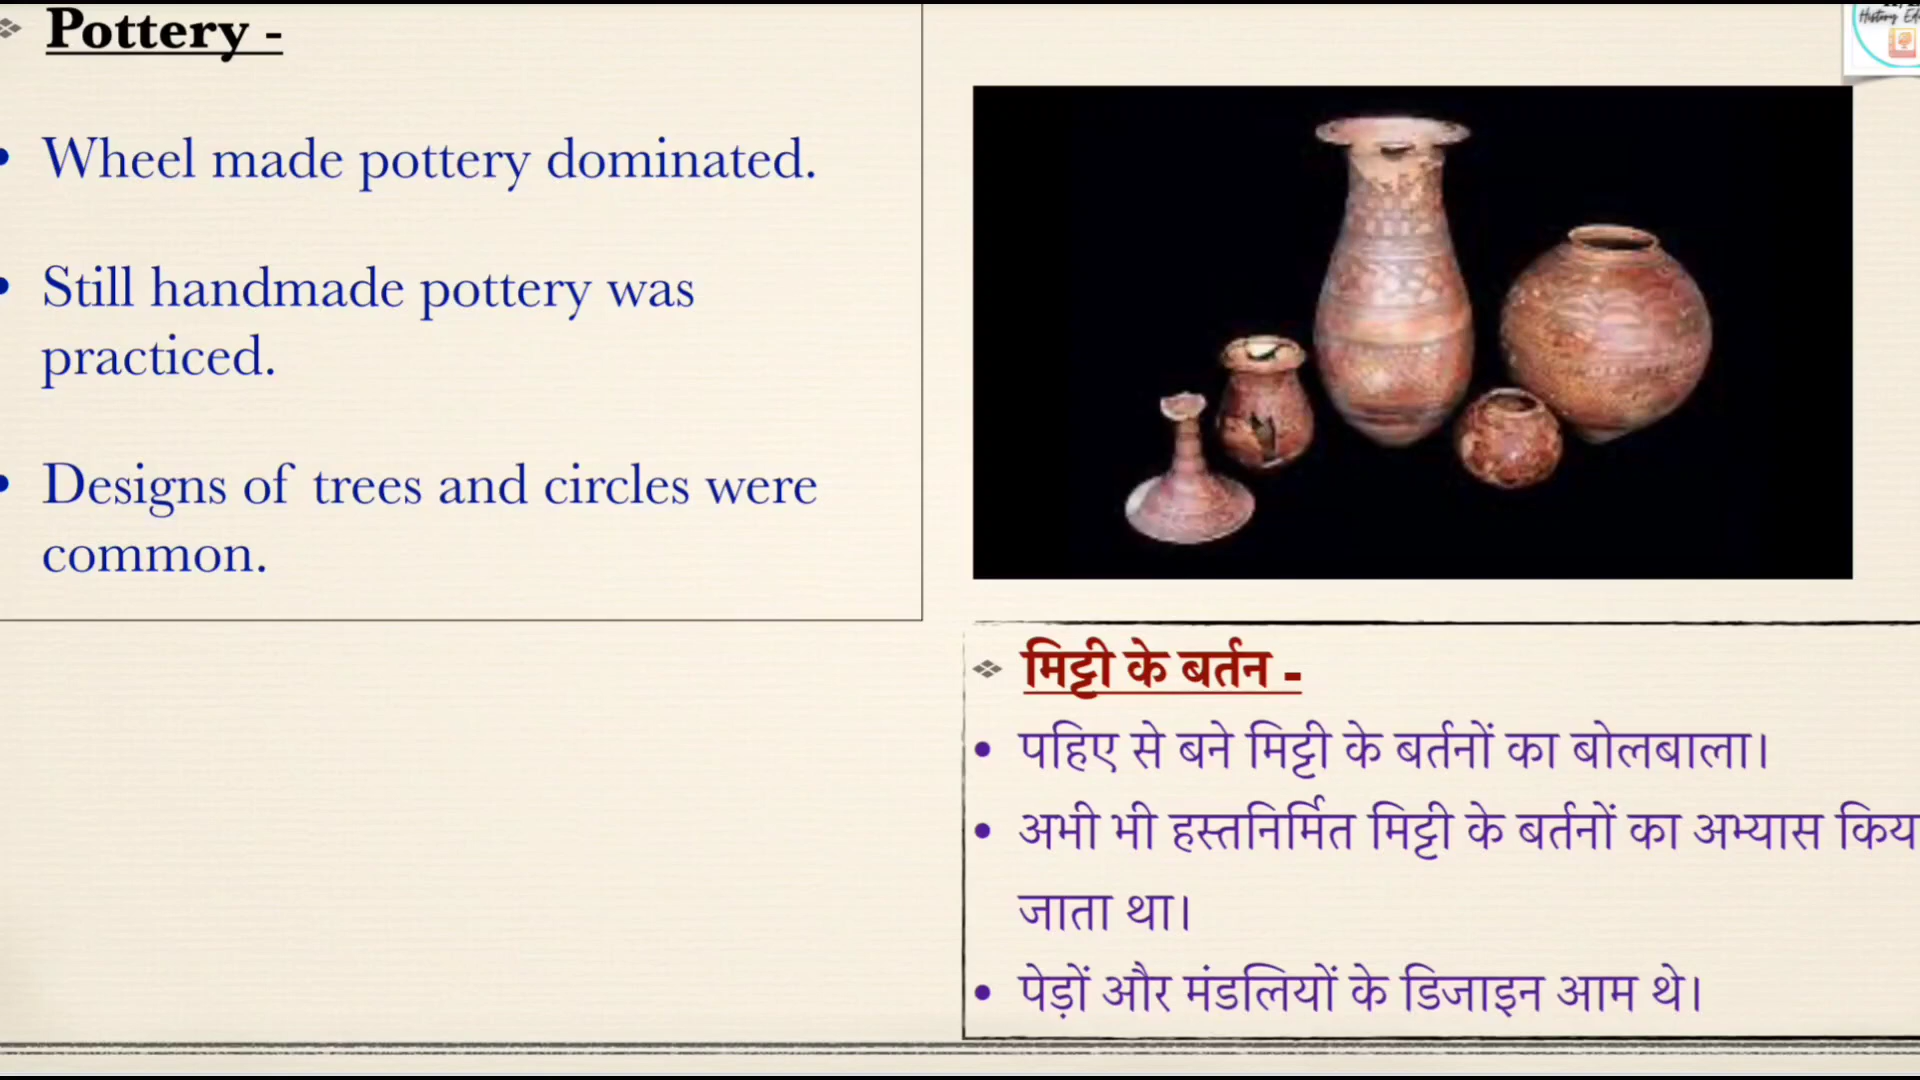 Pottery -
Wheel made pottery dominated.
Still handmade pottery was
practiced.
Designs of trees and circles were
common.
History
मिट्टी के बर्तन -
पहिए से बने मिट्टी के बर्तनों का बोलबाला।
अभी भी हस्तनिर्मित मिट्टी के बर्तनों का अभ्यास किय
जाता था।
पेड़ों और मंडलियों के डिजाइन आम थे।